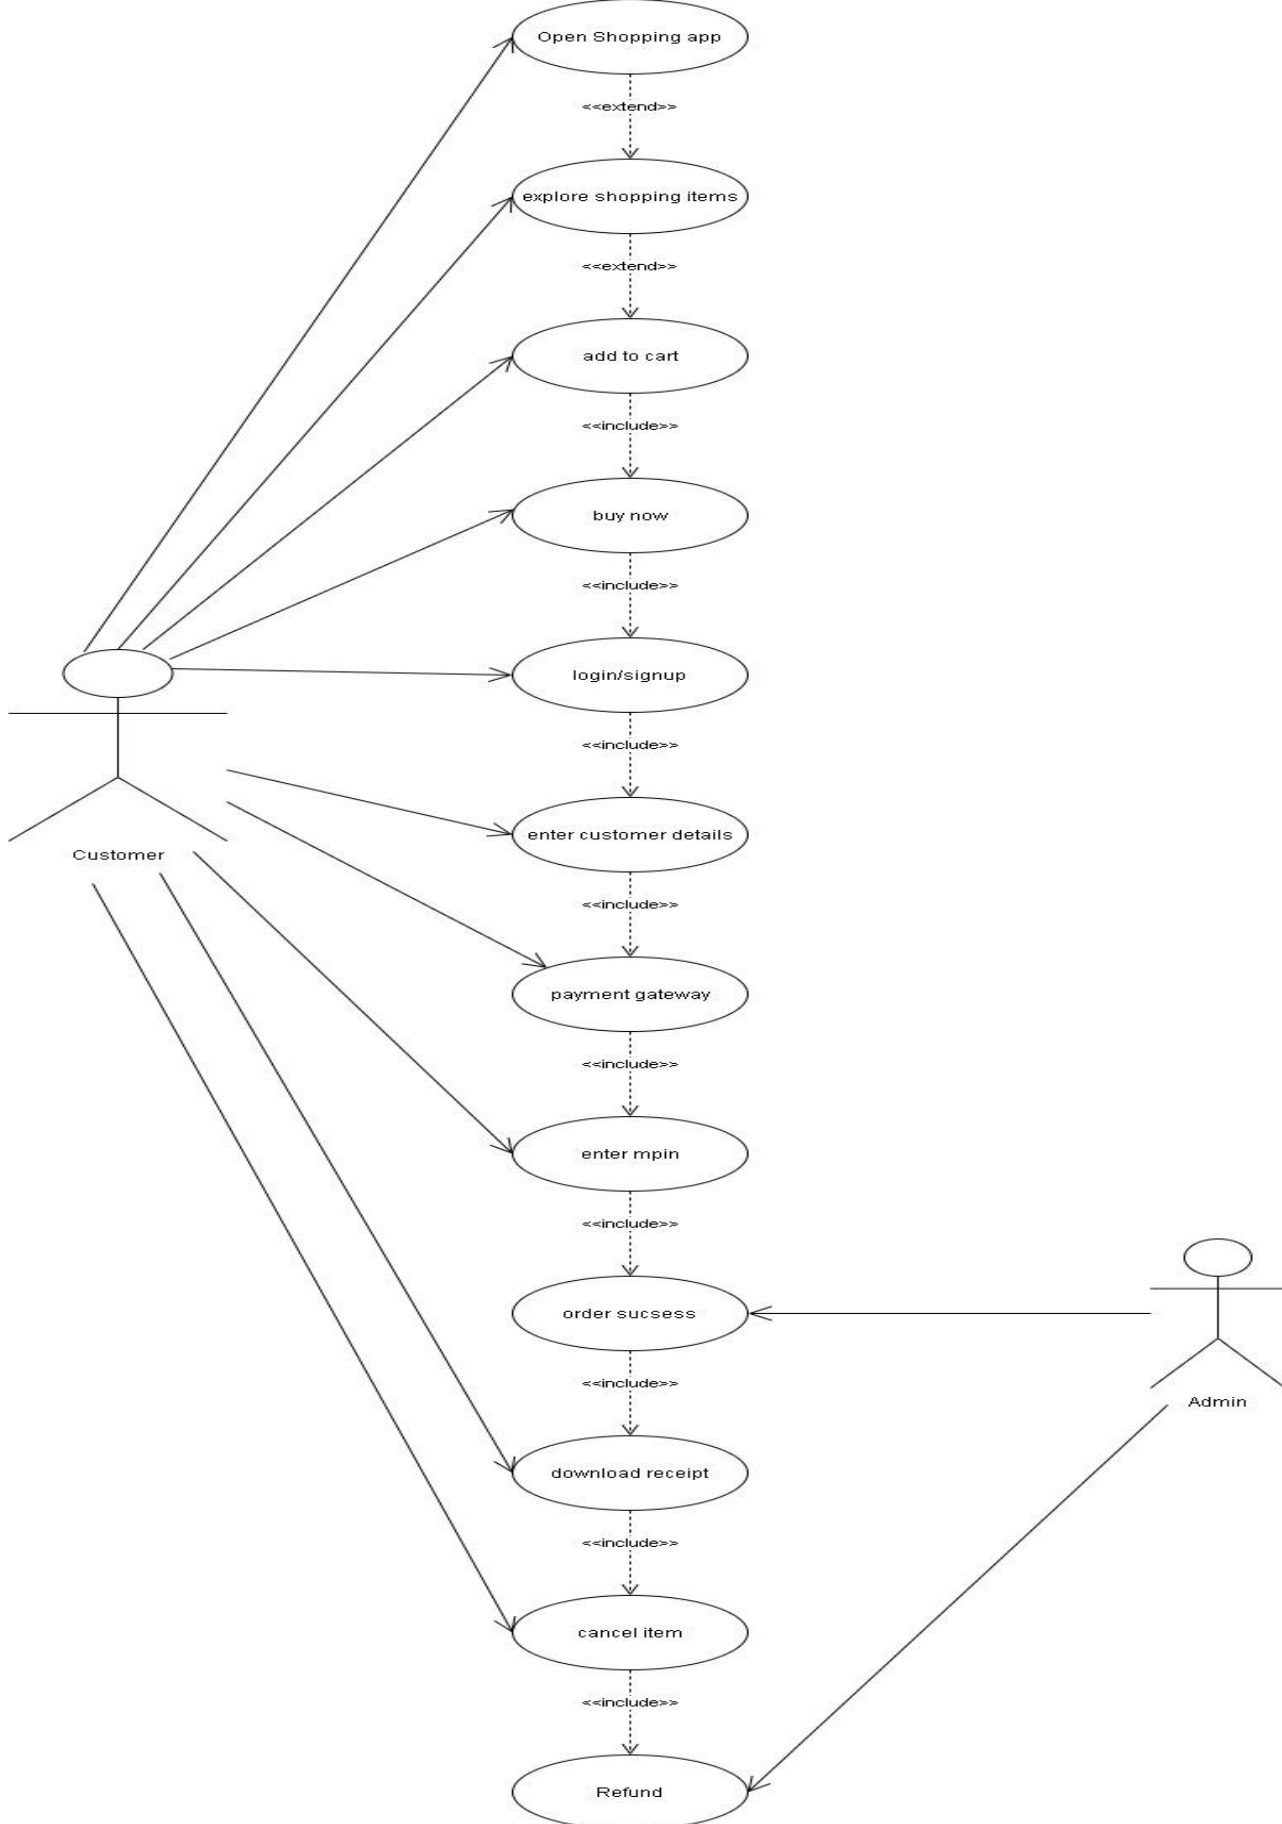 Open Shopping app
<<extend>>
explore shopping items
<<extend>>
add to cart
<<include>>
buy now
<<include>>
login/signup
<<include>>
enter customer details
Customer
<<include>>
payment gateway
<<include>>
enter mpin
<<include>>
order sucsess
<<include>>
Admin
download receipt
<<include>>
cancel item
<<include>>
Refund